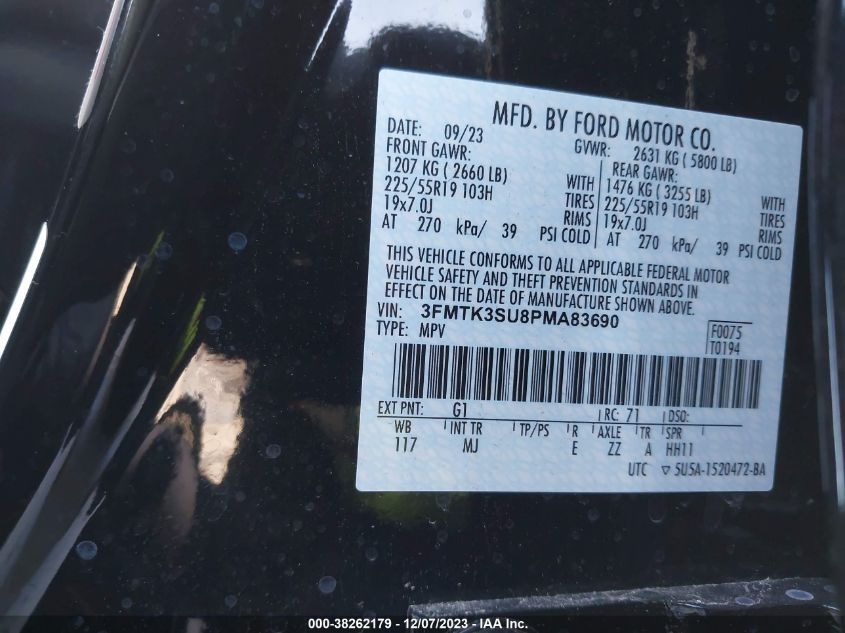 MFD. BY FORD MOTOR CO.
DATE: 09/23 GVWR: 2631 KG ( 5800 LB)
FRONT GAWR: REAR GAWR:
1207 KG ( 2660 LB) WITH 1476 KG ( 3255 LB) WITH
225/55R19 103H TIRES 225/55R19 103H TIRES
19x7.0J RIMS 19x7.0J RIMS
AT 270 kPa/ 39 PSI COLD AT 270 kPa/ 39 PSI COLD
THIS VEHICLE CONFORMS TO ALL APPLICABLE FEDERAL MOTOR
VEHICLE SAFETY AND THEFT PREVENTION STANDARDS IN
EFFECT ON THE DATE OF MANUFACTURE SHOWN ABOVE.
VIN: 3FMTK3SU8PMA83690
TYPE: MPV F0075
T0194
EXT PNT: G1 RC: 71 DSO:
WB INT TR TP/PS R AXLE TR SPR
117 MJ E ZZ A HH11
UTC ▽ 5U5A-1520472-BA
000-38262179 - 12/07/2023 - IAA Inc.